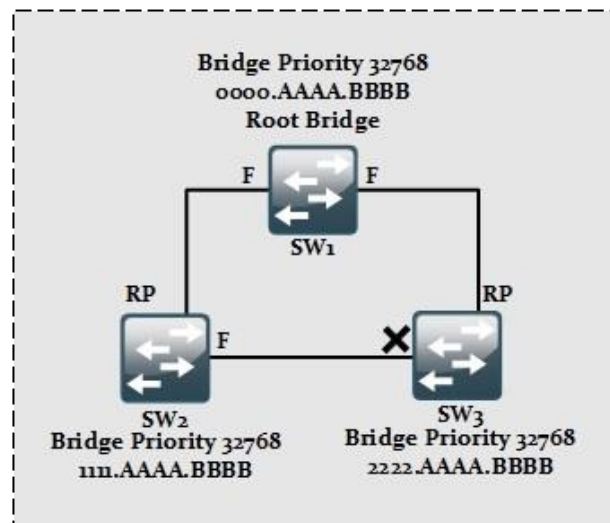 Bridge Priority 32768
0000.AAAA.BBBB
Root Bridge
F F
SW1
RP RP
F
SW2 SW3
Bridge Priority 32768 Bridge Priority 32768
1111.AAAA.BBBB 2222.AAAA.BBBB